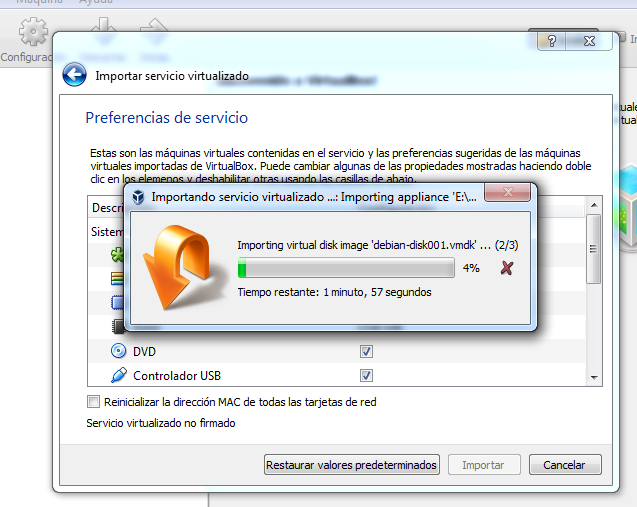 Máquina Ayuda
Configuración
Importar servicio virtualizado
Preferencias de servicio
Estas son las máquinas virtuales contenidas en el servicio y las preferencias sugeridas de las máquinas
virtuales importadas de VirtualBox. Puede cambiar algunas de las propiedades mostradas haciendo doble
clic en los elemenos y deshabilitar otras usando las casillas de abajo.
Descri
Sistem
Importando servicio virtualizado ...: Importing appliance 'E:\...
Importing virtual disk image 'debian-disk001.vmdk' ... (2/3)
4%
Tiempo restante: 1 minuto, 57 segundos
DVD
Controlador USB
Reinicializar la dirección MAC de todas las tarjetas de red
Servicio virtualizado no firmado
Restaurar valores predeterminados Importar Cancelar